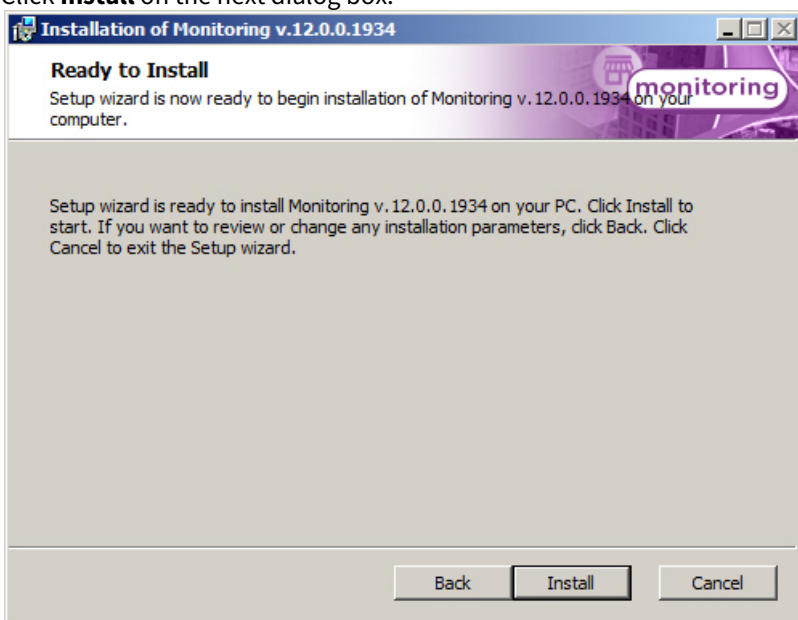 Click Install on the next dialog box.
Installation of Monitoring v.12.0.0.1934
Ready to Install
Setup wizard is now ready to begin installation of Monitoring v.12.0.0.1934 on your
computer.
monitoring
Setup wizard is ready to install Monitoring v.12.0.0.1934 on your PC. Click Install to
start. If you want to review or change any installation parameters, click Back. Click
Cancel to exit the Setup wizard.
Back Install Cancel